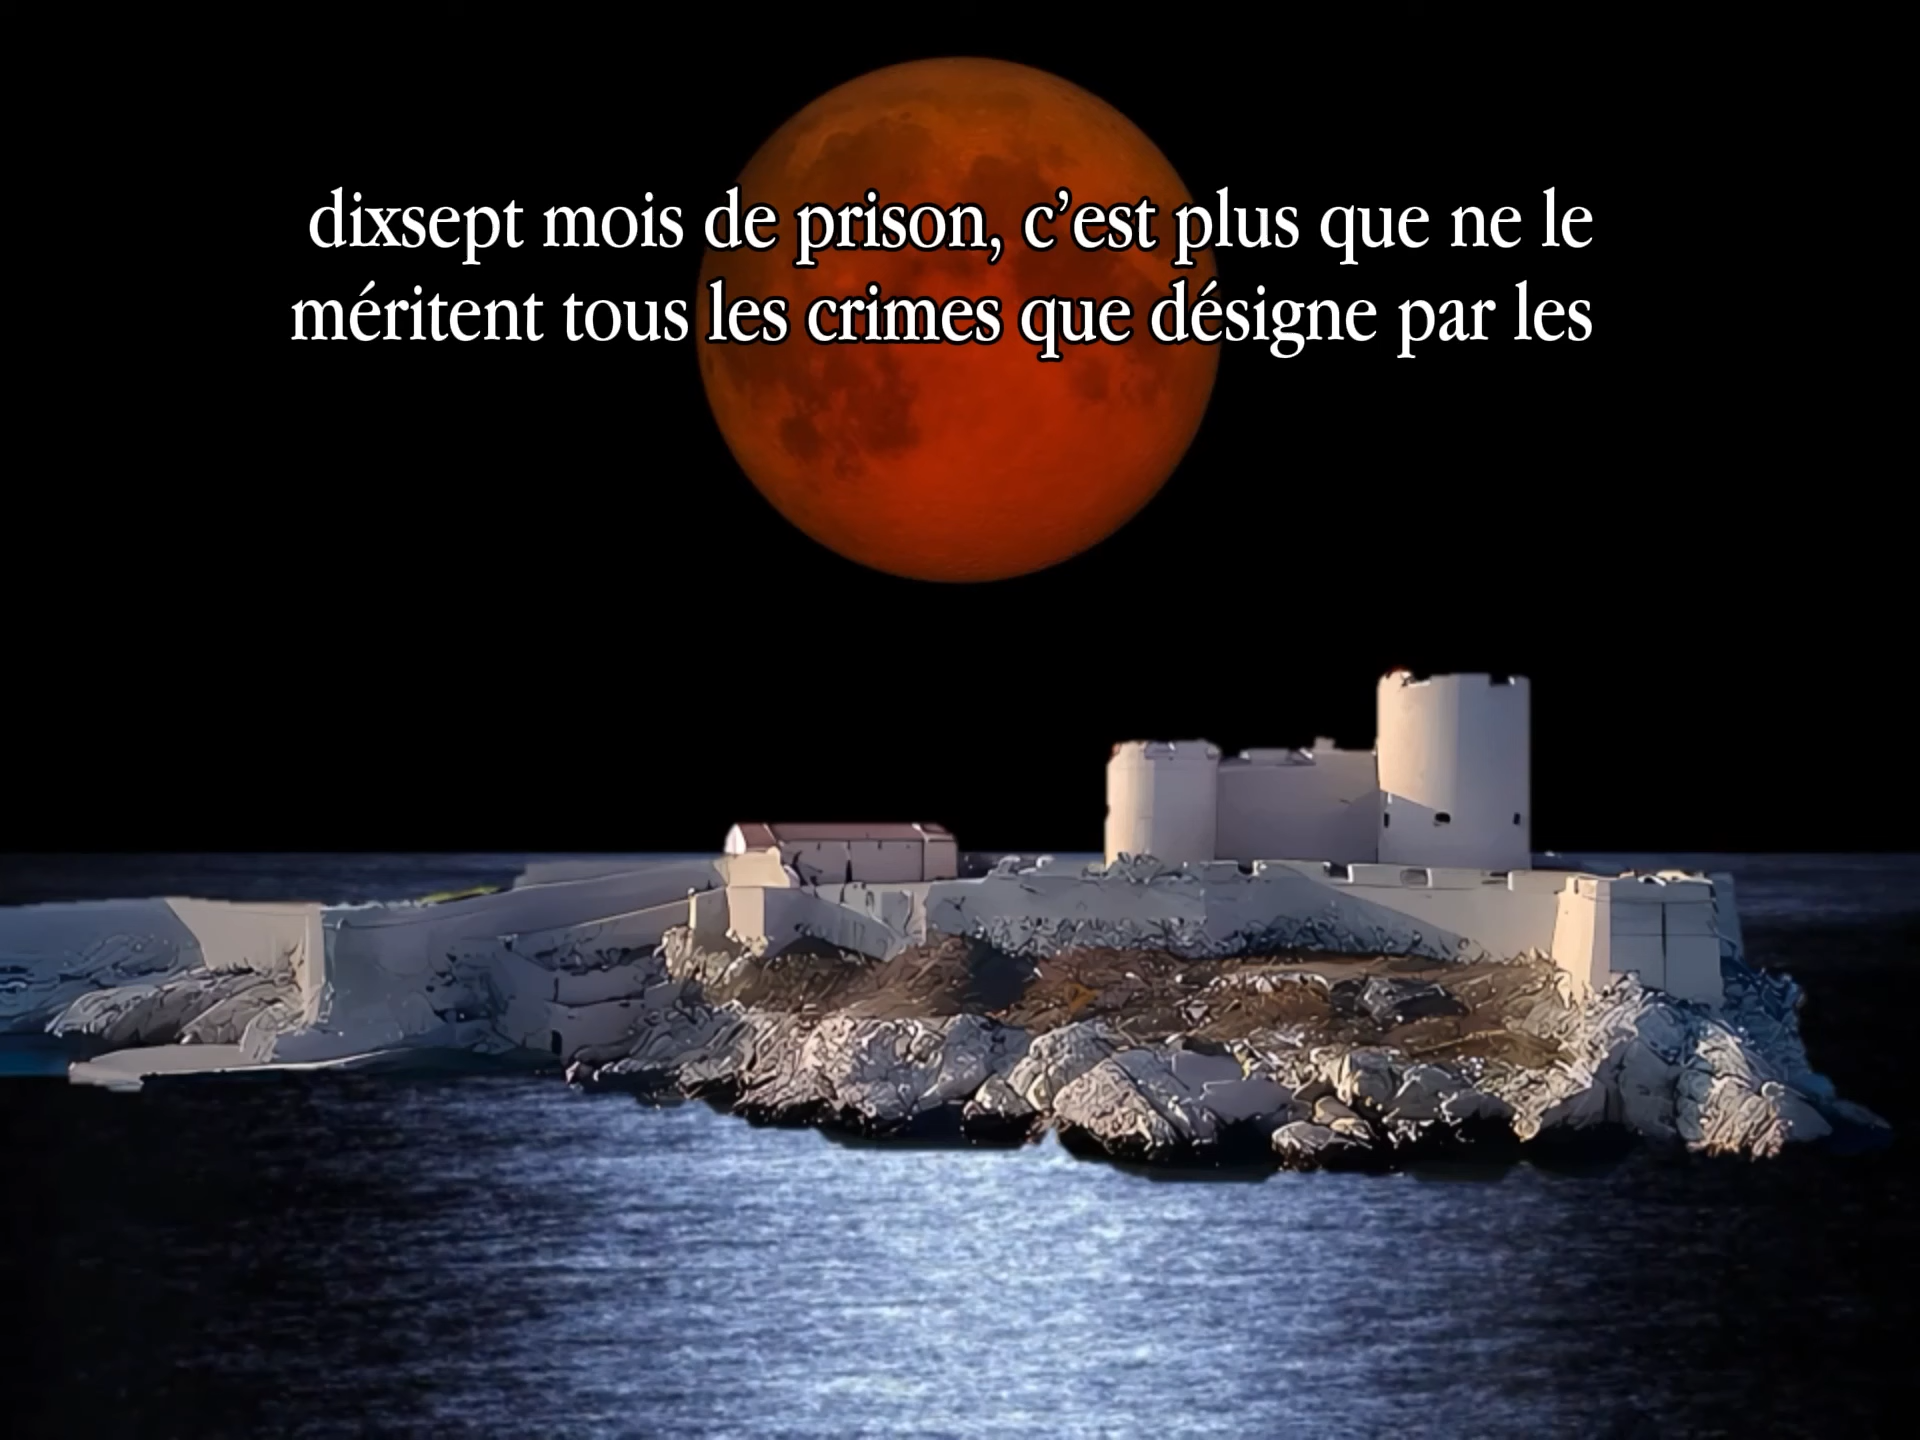 dixsept mois de prison, c’est plus que ne le
méritent tous les crimes que désigne par les